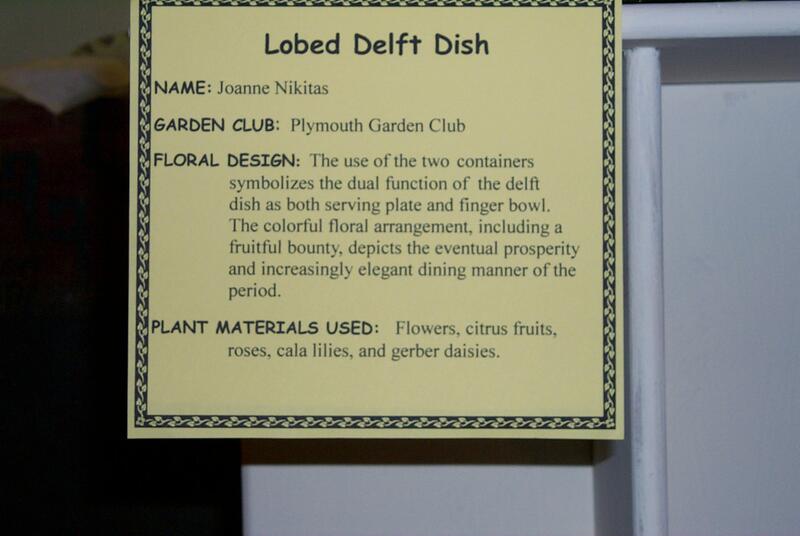 Lobed Delft Dish
NAME: Joanne Nikitas
GARDEN CLUB: Plymouth Garden Club
FLORAL DESIGN: The use of the two containers
symbolizes the dual function of the delft
dish as both serving plate and finger bowl.
The colorful floral arrangement, including a
fruitful bounty, depicts the eventual prosperity
and increasingly elegant dining manner of the
period.
PLANT MATERIALS USED: Flowers, citrus fruits,
roses, cala lilies, and gerber daisies.